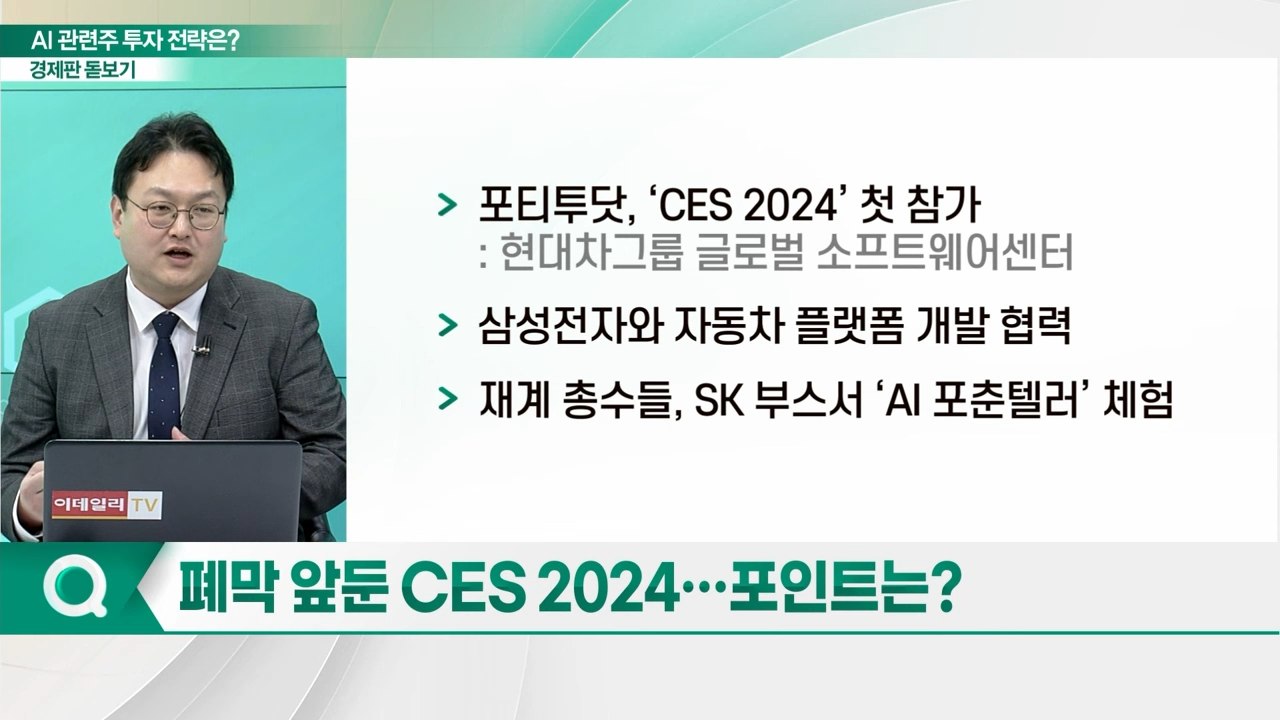 AI 관련주 투자 전략은?
경제판 돋보기
> 포티투닷, ‘CES 2024’ 첫 참가
: 현대차그룹 글로벌 소프트웨어센터
> 삼성전자와 자동차 플랫폼 개발 협력
> 재계 총수들, SK 부스서 ‘AI 포춘텔러’ 체험
이데일리 TV
폐막 앞둔 CES 2024…포인트는?